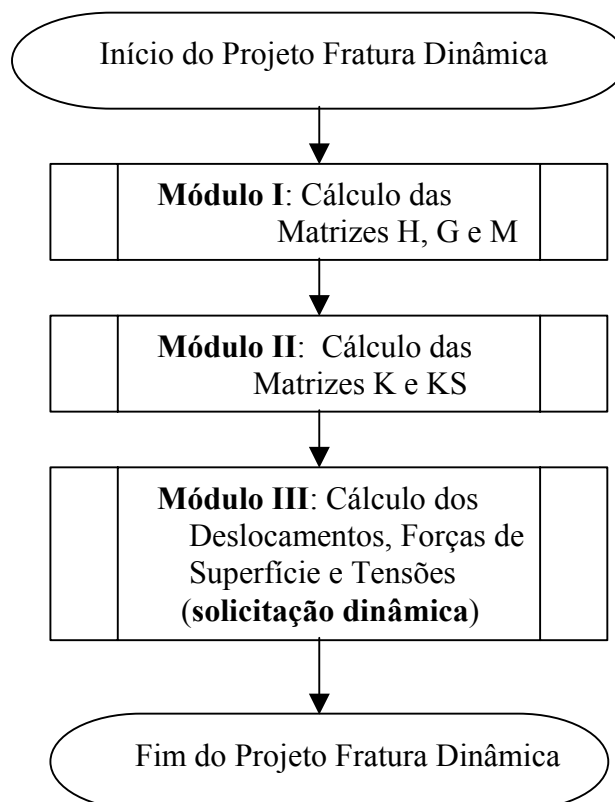 Início do Projeto Fratura Dinâmica
Módulo I: Cálculo das
Matrizes H, G e M
Módulo II: Cálculo das
Matrizes K e KS
Módulo III: Cálculo dos
Deslocamentos, Forças de
Superfície e Tensões
(solicitação dinâmica)
Fim do Projeto Fratura Dinâmica